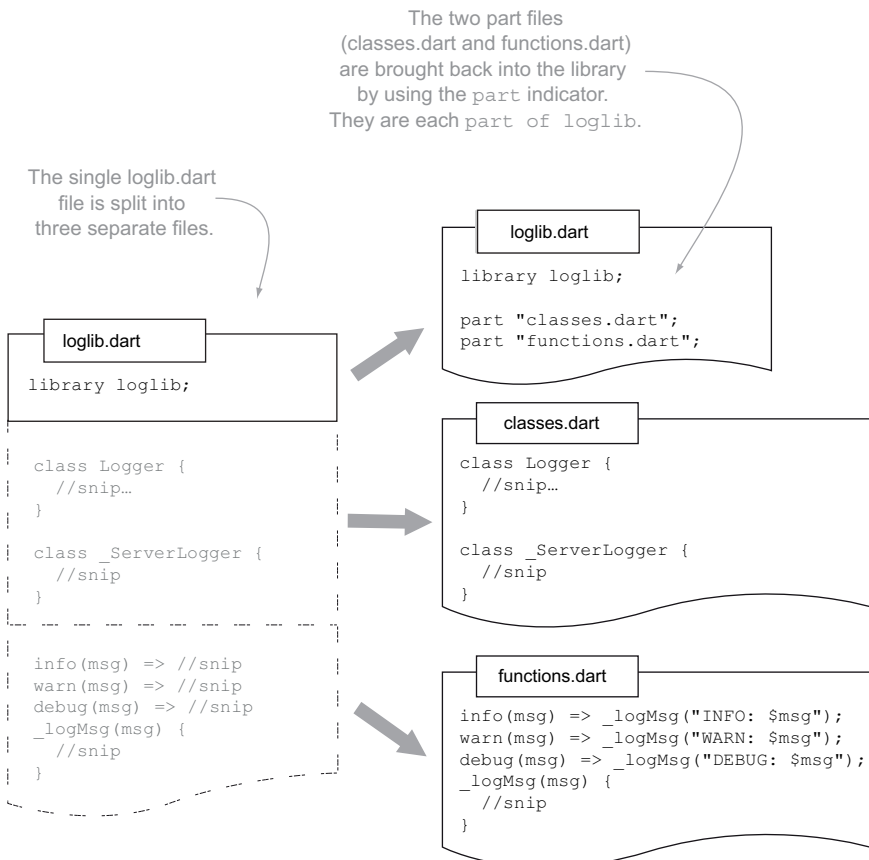 The two part files
(classes.dart and functions.dart)
are brought back into the library
by using the part indicator.
They are each part of loglib.
The single loglib.dart
file is split into
three separate files.
loglib.dart
library loglib;
class Logger {
//snip…
}
class _ServerLogger {
//snip
}
info(msg) => //snip
warn(msg) => //snip
debug(msg) => //snip
_logMsg(msg) {
//snip
}
loglib.dart
library loglib;
part "classes.dart";
part "functions.dart";
classes.dart
class Logger {
//snip…
}
class _ServerLogger {
//snip
}
functions.dart
info(msg) => _logMsg("INFO: $msg");
warn(msg) => _logMsg("WARN: $msg");
debug(msg) => _logMsg("DEBUG: $msg");
_logMsg(msg) {
//snip
}